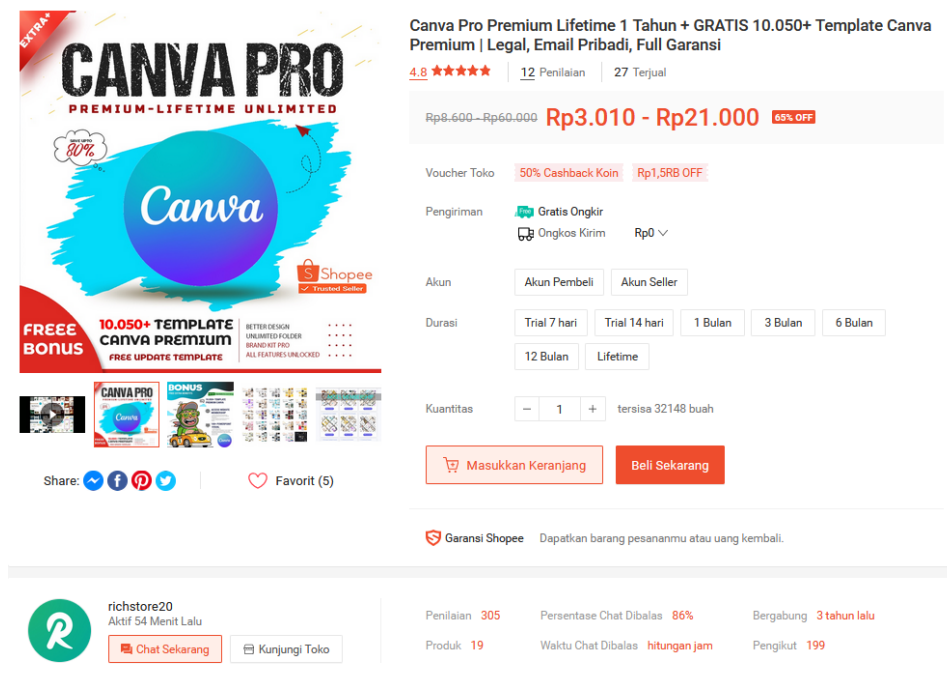 EXTRA+
CANVA PRO
PREMIUM-LIFETIME UNLIMITED
SAVE UPTO
80%
Canva
Shopee
Trusted Seller
FREEE
BONUS
10.050+ TEMPLATE
CANVA PREMIUM
FREE UPDATE TEMPLATE
BETTER DESIGN
UNLIMITED FOLDER
BRAND KIT PRO
ALL FEATURES UNLOCKED
CANVA PRO
Canva
BONUS
Share:
Favorit (5)
Canva Pro Premium Lifetime 1 Tahun + GRATIS 10.050+ Template Canva
Premium | Legal, Email Pribadi, Full Garansi
4.8
12 Penilaian
27 Terjual
Rp8.600 - Rp60.000 Rp3.010 - Rp21.000 65% OFF
Voucher Toko 50% Cashback Koin Rp1,5RB OFF
Pengiriman Gratis Ongkir
Ongkos Kirim Rp0
Akun Akun Pembeli Akun Seller
Durasi Trial 7 hari Trial 14 hari 1 Bulan 3 Bulan 6 Bulan
12 Bulan Lifetime
Kuantitas − 1 + tersisa 32148 buah
Masukkan Keranjang Beli Sekarang
Garansi Shopee Dapatkan barang pesananmu atau uang kembali.
richstore20
Aktif 54 Menit Lalu
Chat Sekarang Kunjungi Toko
Penilaian 305 Persentase Chat Dibalas 86% Bergabung 3 tahun lalu
Produk 19 Waktu Chat Dibalas hitungan jam Pengikut 199